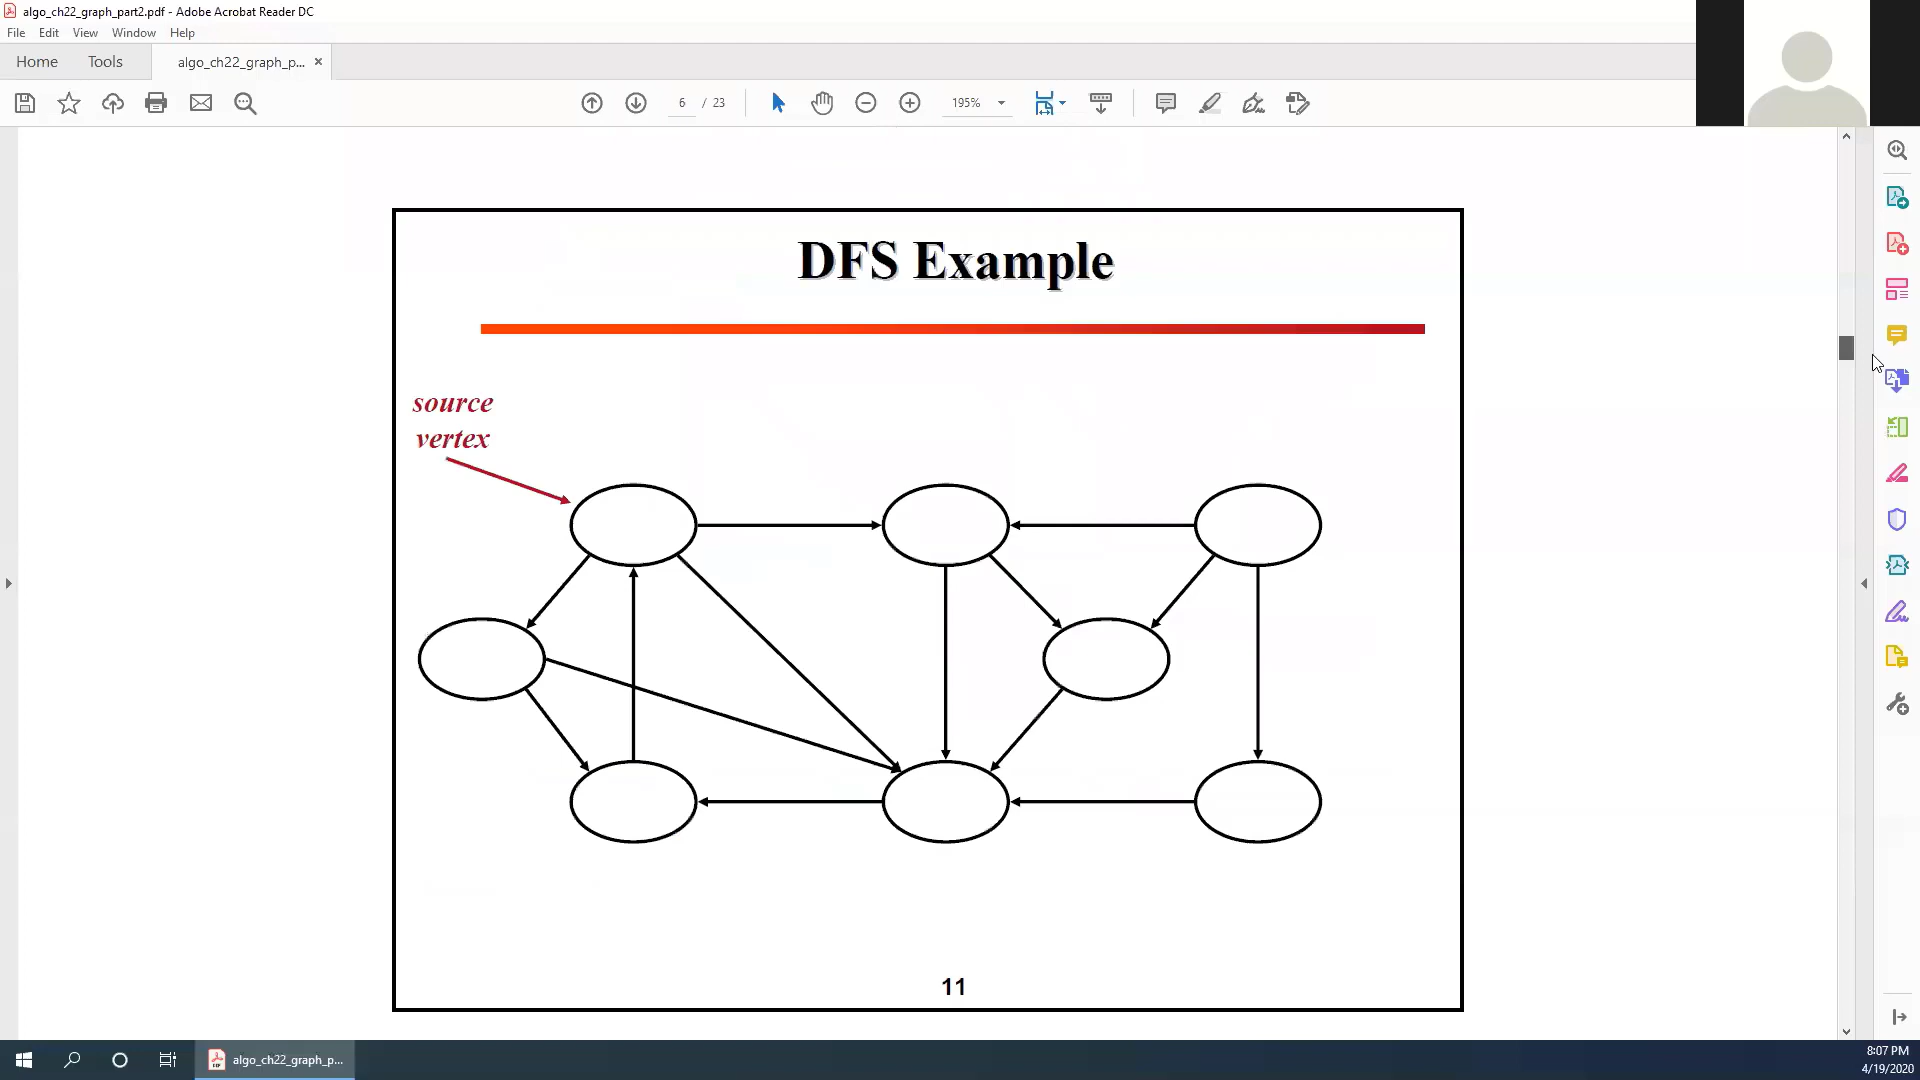 algo_ch22_graph_part2.pdf - Adobe Acrobat Reader DC
File Edit View Window Help
Home Tools algo_ch22_graph_p...
6 / 23 195%
DFS Example
source
vertex
11
algo_ch22_graph_p...
8:07 PM
4/19/2020